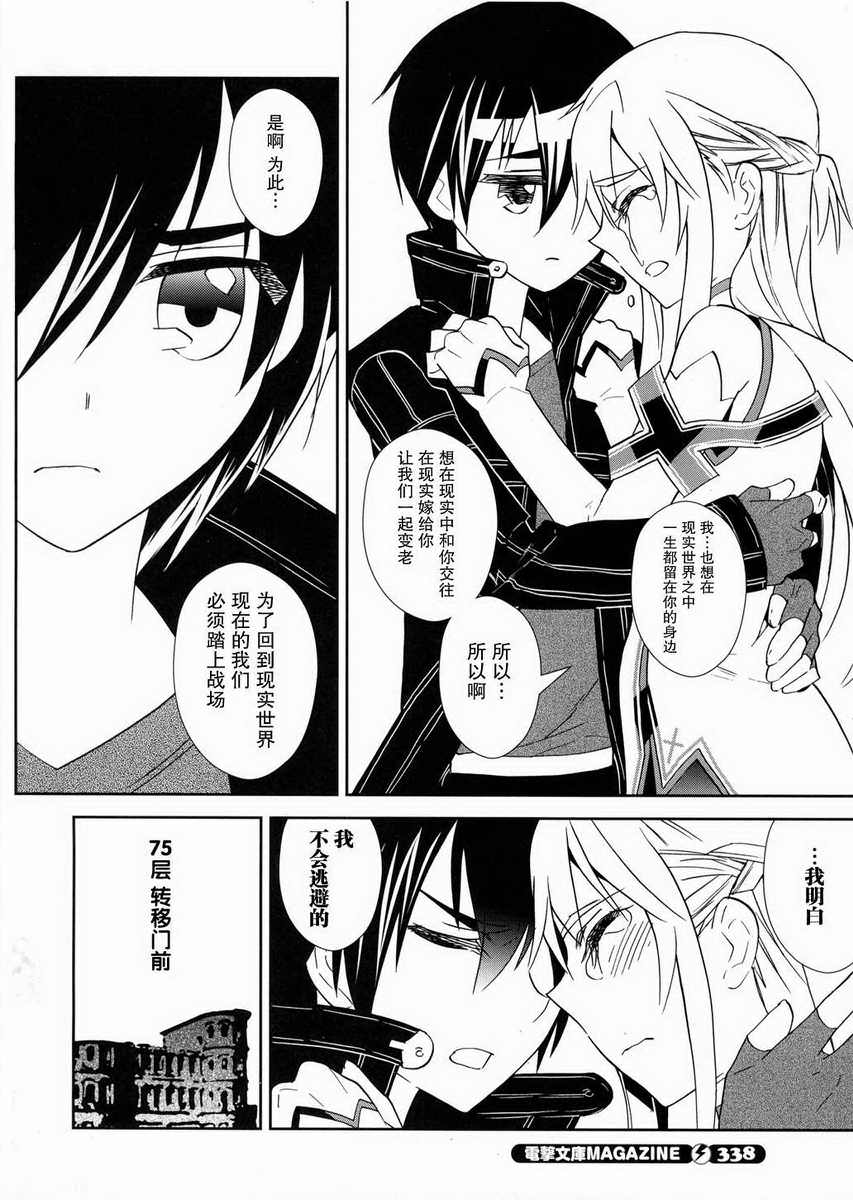 我…也想在
现实世界之中
一生都留在你的身边
想在现实中和你交往
在现实嫁给你
让我们一起变老
所以…
所以啊
是啊 为此…
为了回到现实世界
现在的我们
必须踏上战场
…我明白
我
不会逃避的
75
层 转移门前
電撃文庫MAGAZINE 338